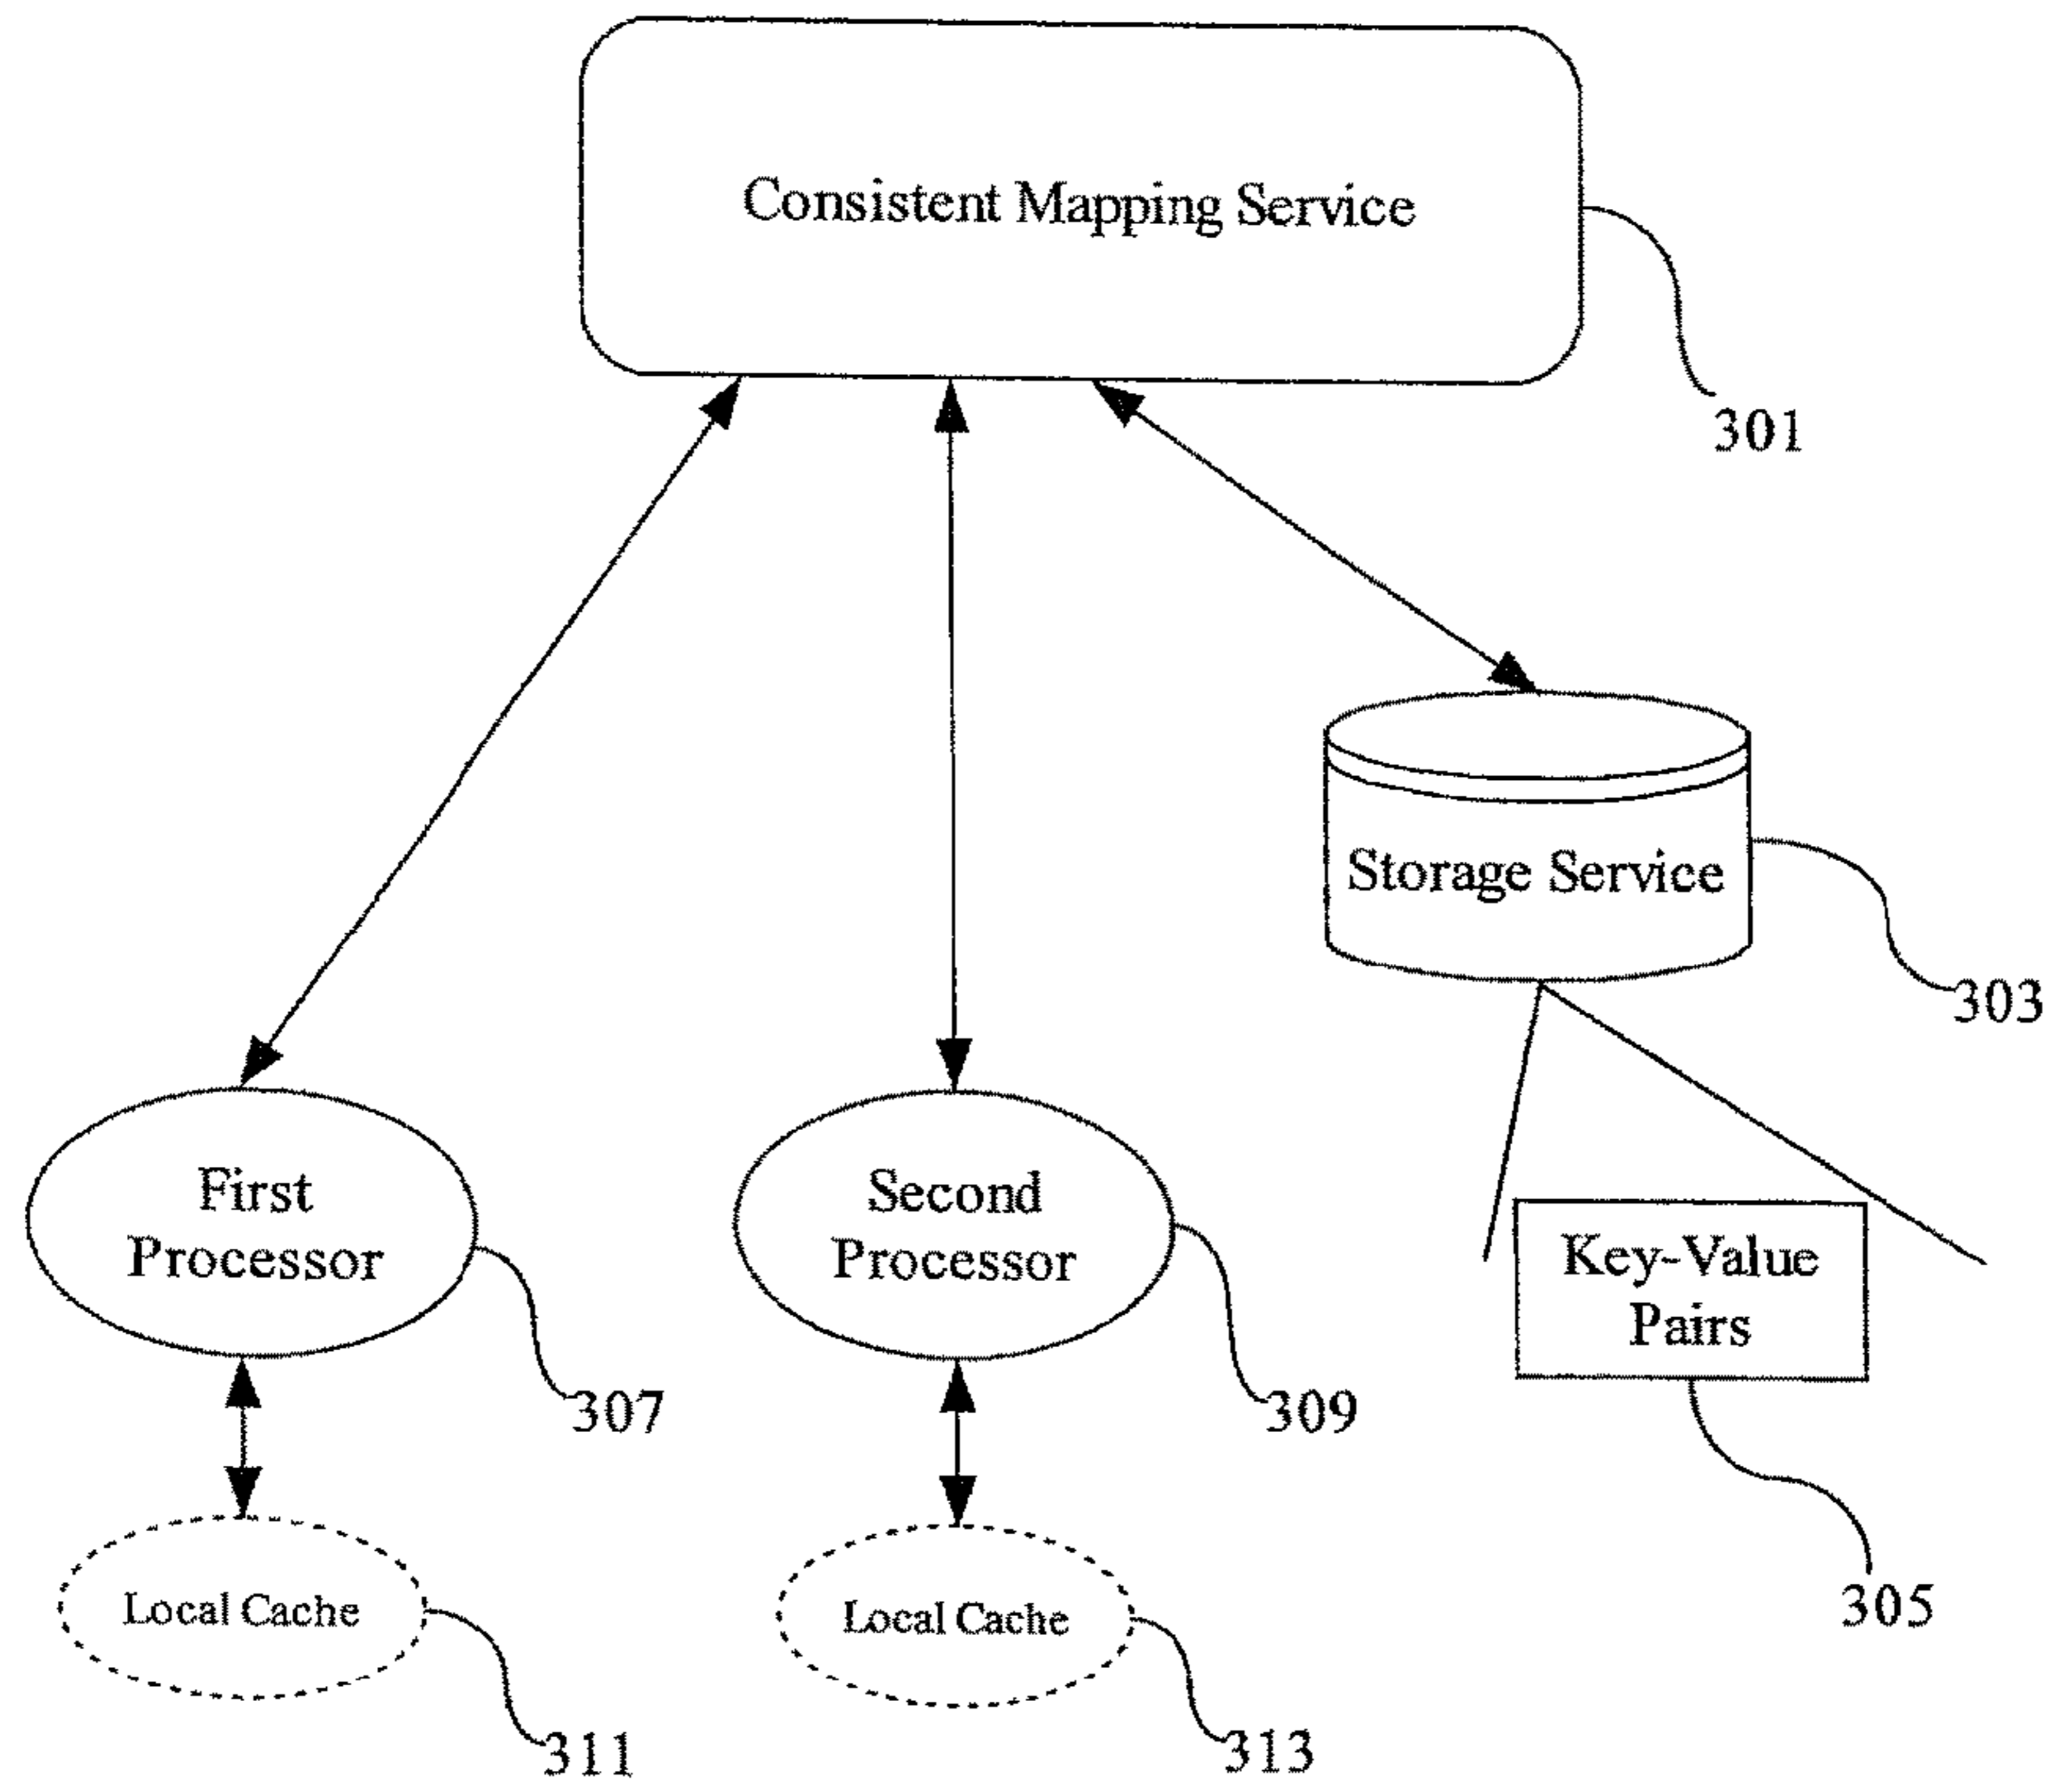 Consistent Mapping Service
301
Storage Service
303
First
Processor
307
Second
Processor
309
Key-Value
Pairs
305
Local Cache
311
Local Cache
313